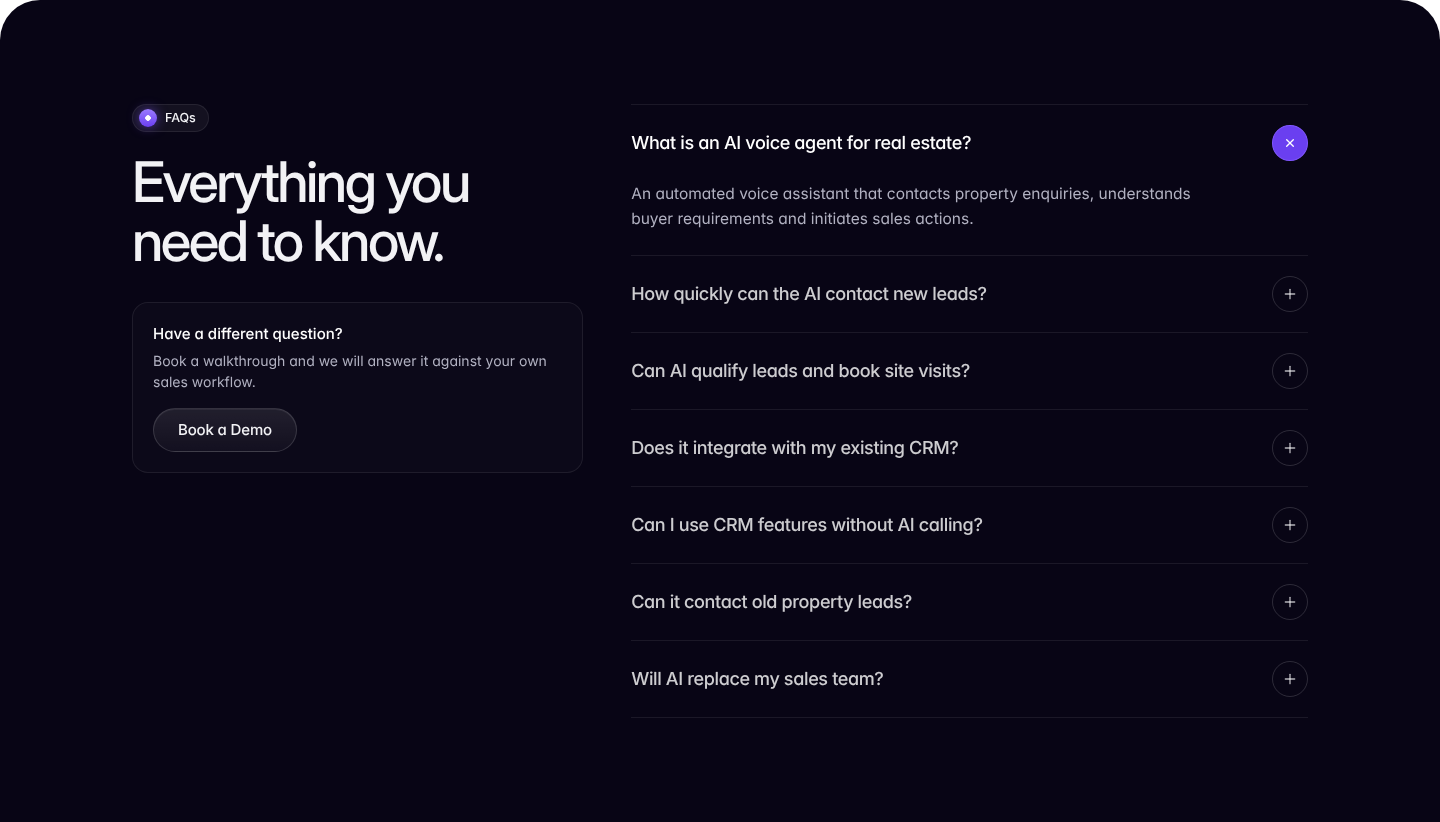 FAQs
Everything you
need to know.
Have a different question?
Book a walkthrough and we will answer it against your own
sales workflow.
Book a Demo
What is an AI voice agent for real estate?
An automated voice assistant that contacts property enquiries, understands
buyer requirements and initiates sales actions.
How quickly can the AI contact new leads?
Can AI qualify leads and book site visits?
Does it integrate with my existing CRM?
Can I use CRM features without AI calling?
Can it contact old property leads?
Will AI replace my sales team?